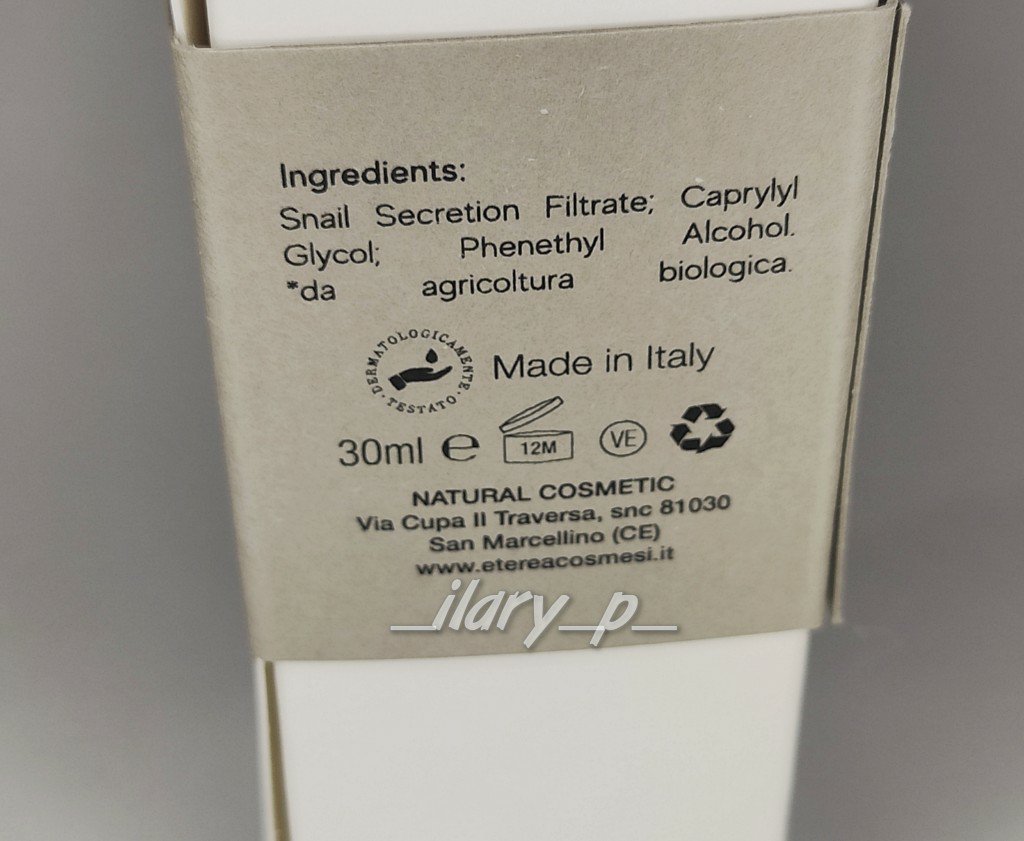 Ingredients:
Snail Secretion Filtrate; Caprylyl
Glycol; Phenethyl Alcohol.
*da agricoltura biologica.
DERMATOLOGICAMENTE · TESTATO ·
Made in Italy
30ml e 12M VE
NATURAL COSMETIC
Via Cupa II Traversa, snc 81030
San Marcellino (CE)
www.etereacosmesi.it
_ilary_p_